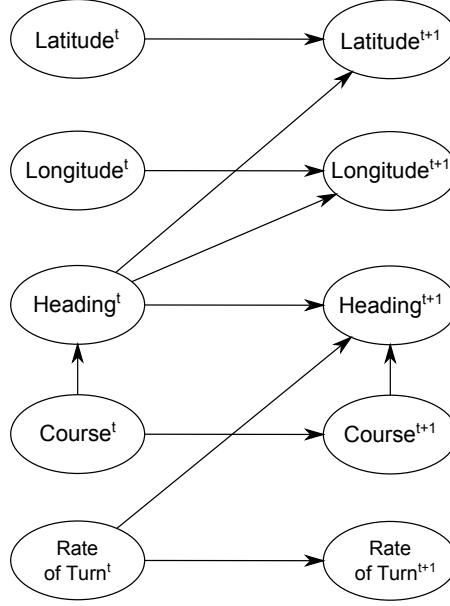 Latitude^t
Latitude^t+1
Longitude^t
Longitude^t+1
Heading^t
Heading^t+1
Course^t
Course^t+1
Rate
of Turn^t
Rate
of Turn^t+1